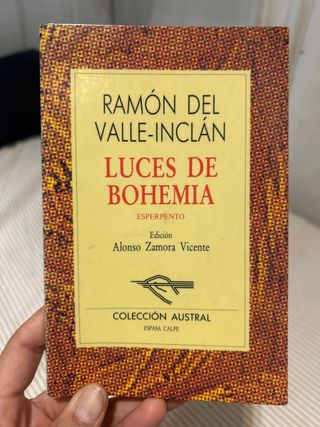 RAMÓN DEL
VALLE-INCLÁN
LUCES DE
BOHEMIA
ESPERPENTO
Edición
Alonso Zamora Vicente
COLECCIÓN AUSTRAL
ESPASA CALPE